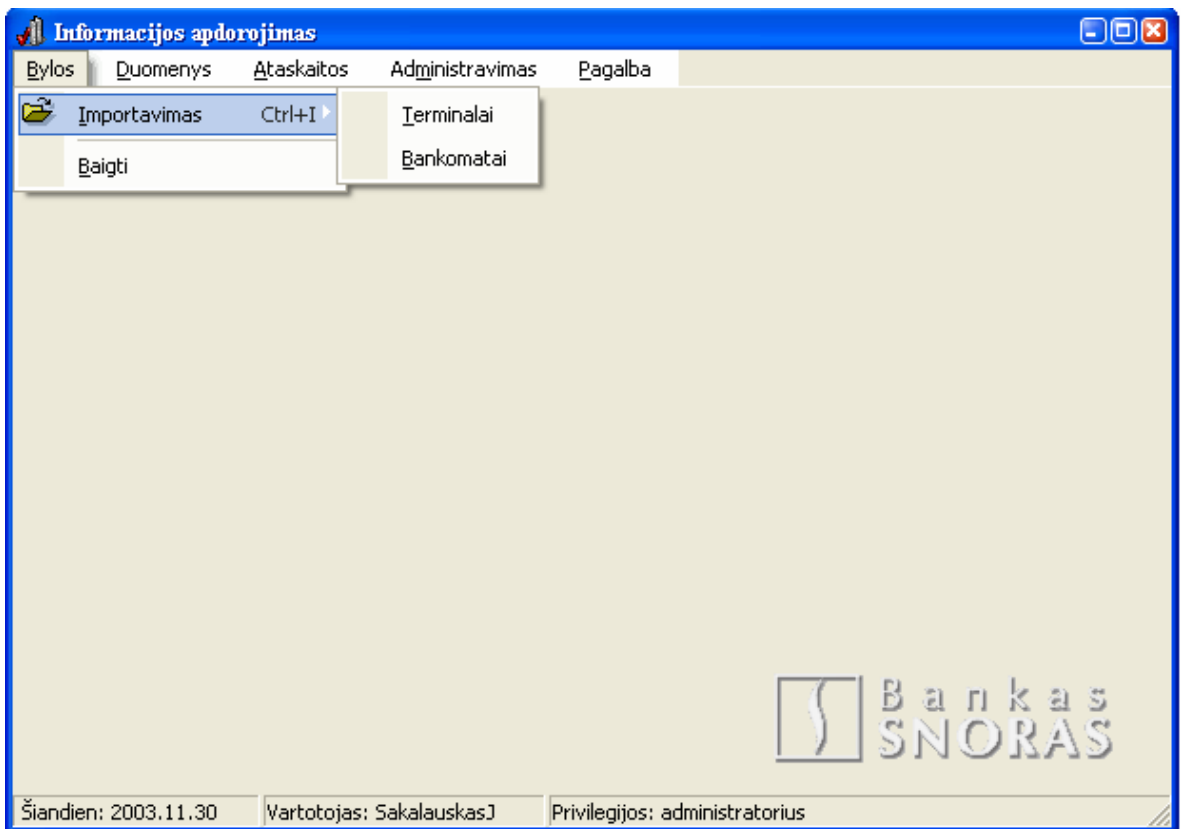 Informacijos apdorojimas
Bylos Duomenys Ataskaitos Administravimas Pagalba
Importavimas Ctrl+I Terminalai
Bankomatai
Baigti
Bankas
SNORAS
Šiandien: 2003.11.30 Vartotojas: SakalauskasJ Privilegijos: administratorius